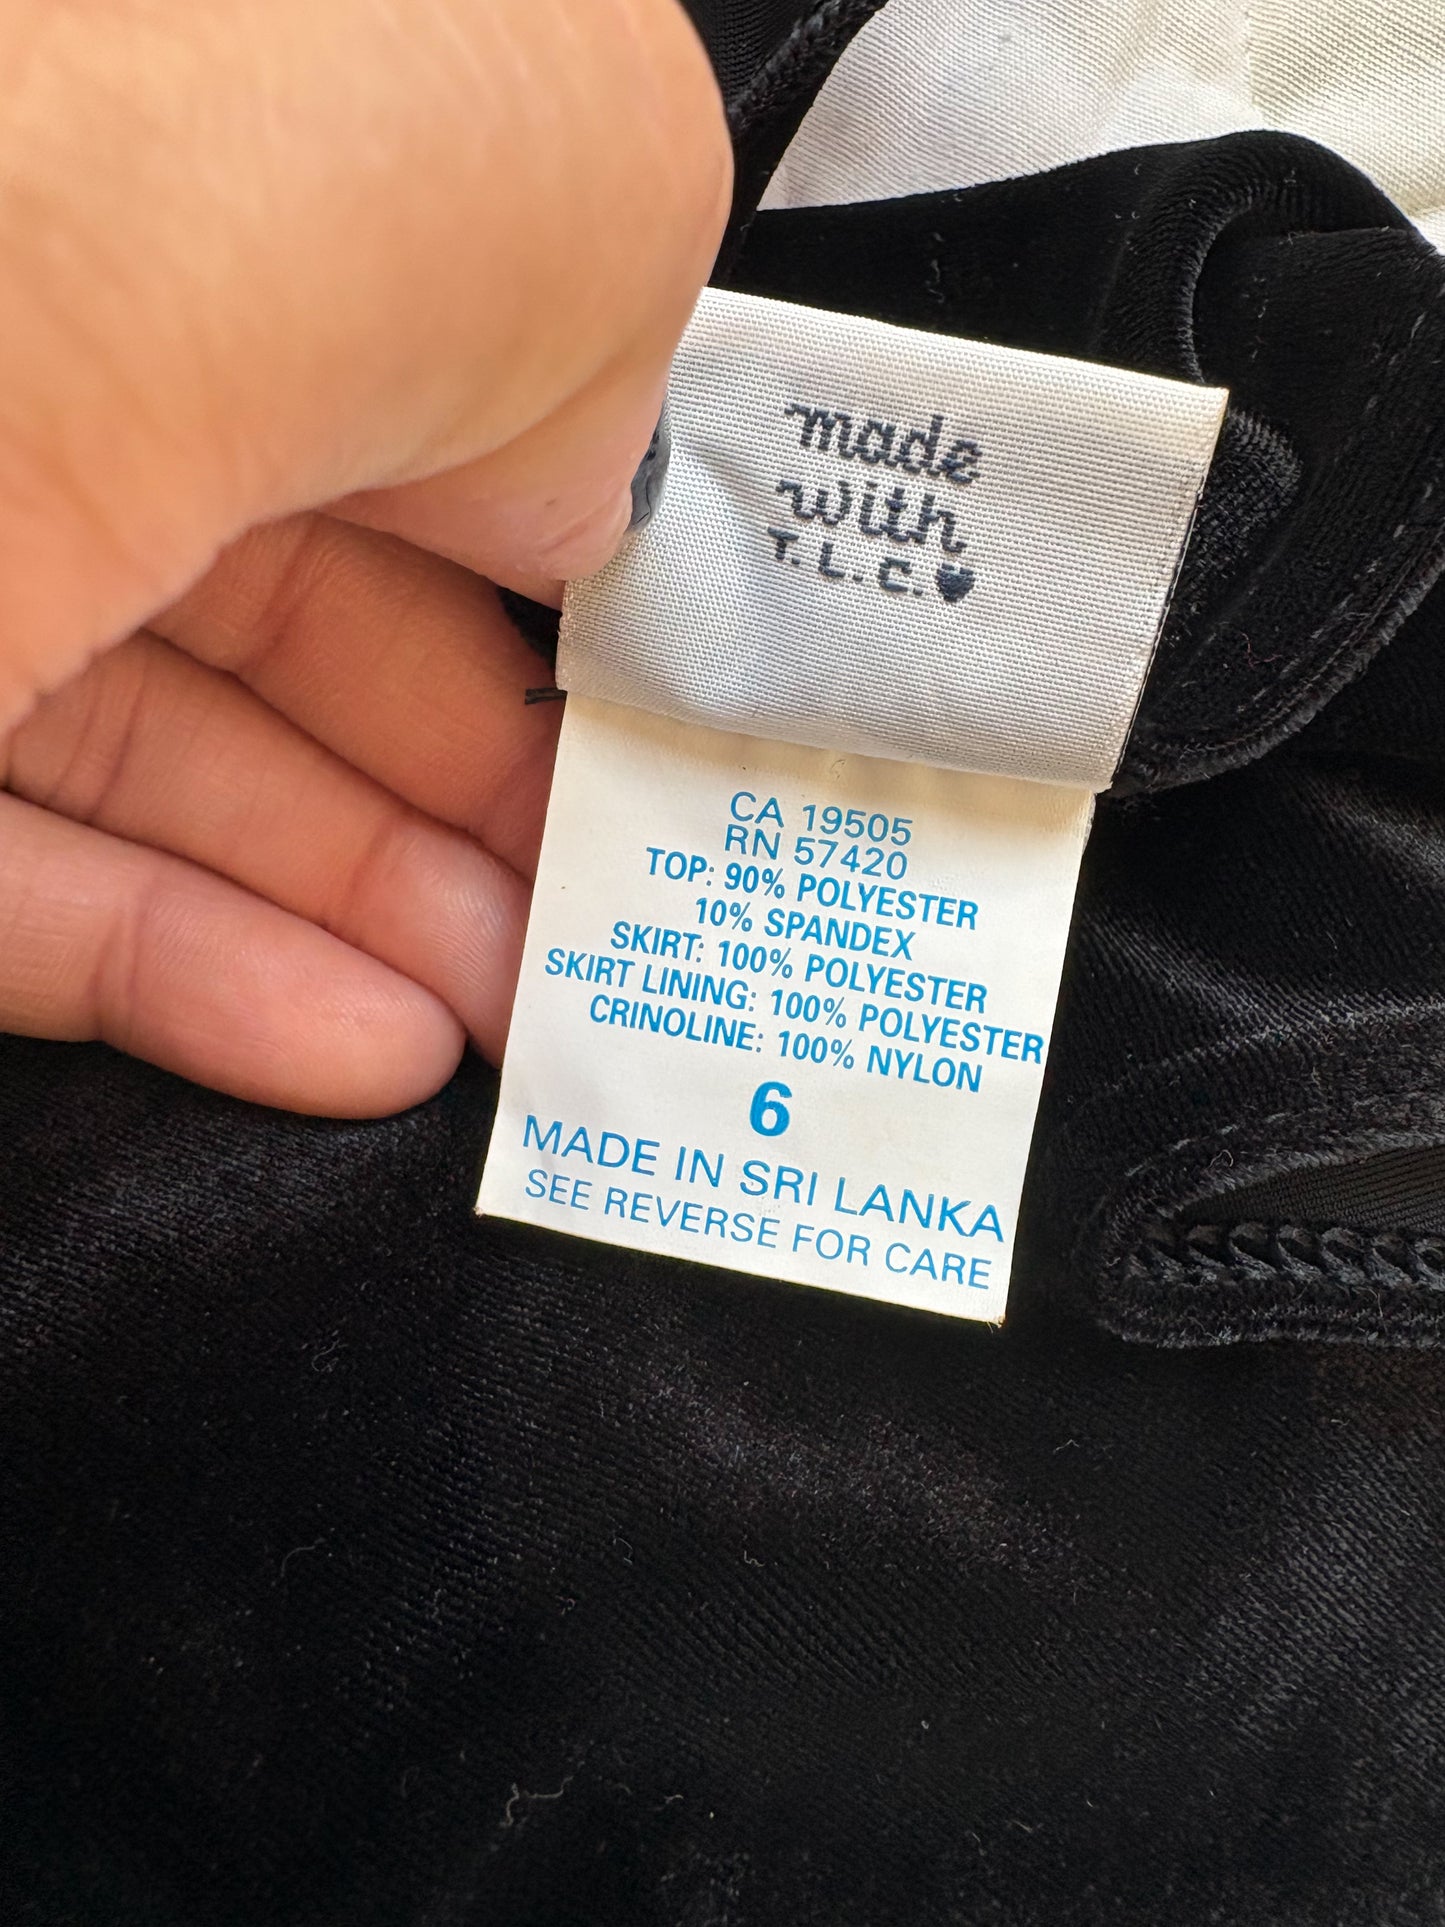 made
with
T.L.C.♥
CA 19505
RN 57420
TOP: 90% POLYESTER
10% SPANDEX
SKIRT: 100% POLYESTER
SKIRT LINING: 100% POLYESTER
CRINOLINE: 100% NYLON
6
MADE IN SRI LANKA
SEE REVERSE FOR CARE